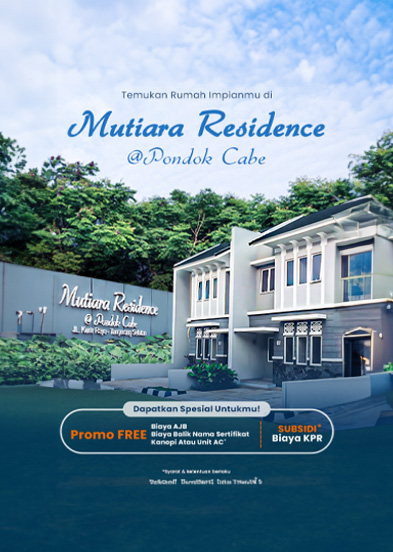 Temukan Rumah Impianmu di
Mutiara Residence
@Pondok Cabe
Mutiara Residence
@ Pondok Cabe
Dapatkan Spesial Untukmu!
Promo FREE
Biaya AJB
Biaya Balik Nama Sertifikat
Kanopi Atau Unit AC*
SUBSIDI*
Biaya KPR
*Syarat & Ketentuan Berlaku